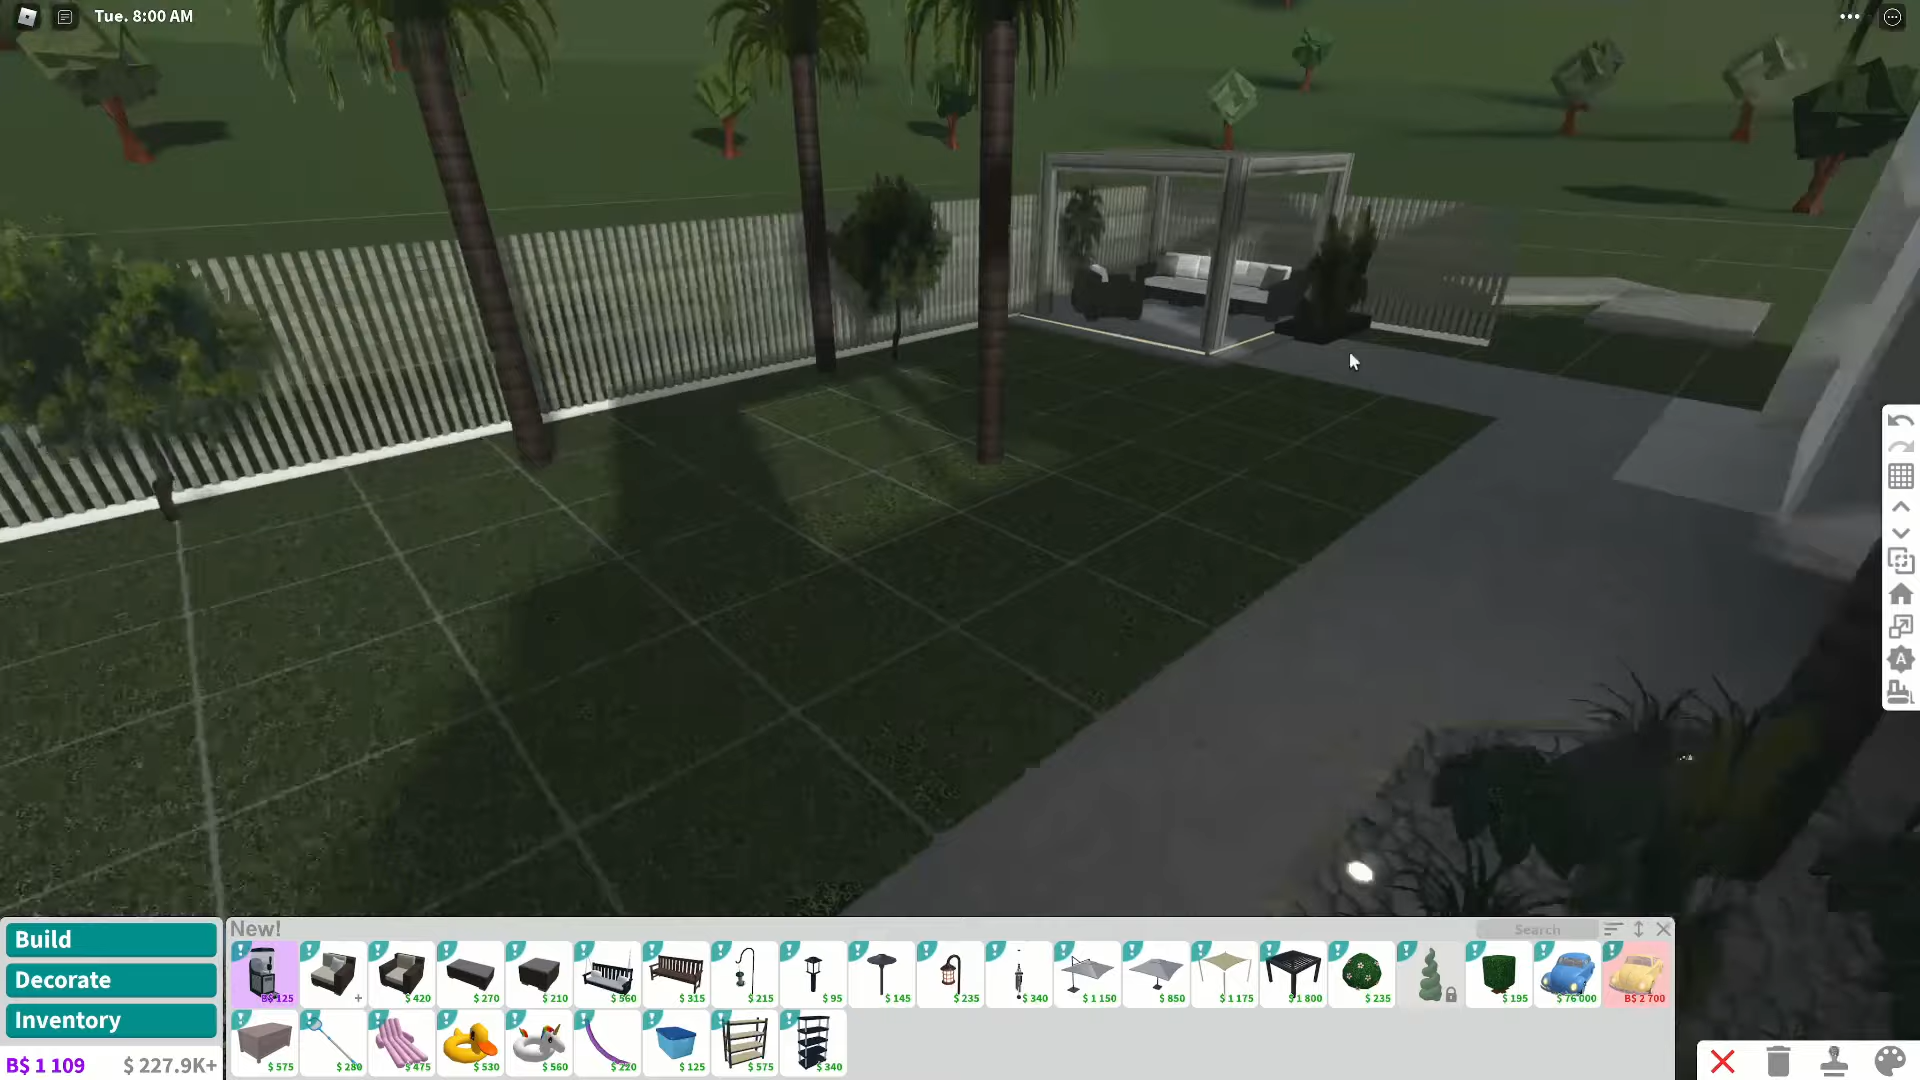 Tue. 8:00 AM
Build
Decorate
Inventory
B$ 1 109
$ 227.9K+
New!
Search
B$ 125
$ 420
$ 270
$ 210
$ 560
$ 315
$ 215
$ 95
$ 145
$ 235
$ 340
$ 1 150
$ 850
$ 1 175
$ 1 800
$ 235
$ 195
$ 76 000
B$ 2 700
$ 575
$ 280
$ 475
$ 530
$ 560
$ 220
$ 125
$ 575
$ 340
A